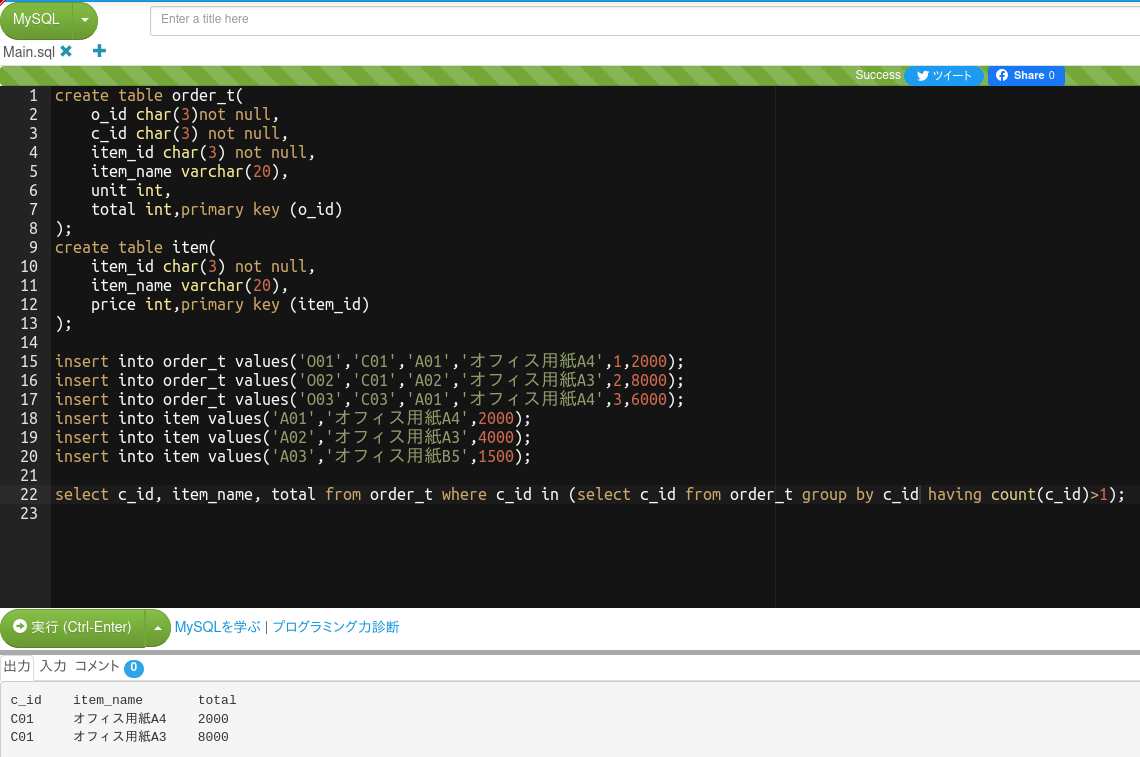 MySQL
Enter a title here
Main.sql
Success ツイート Share 0
1 create table order_t(
2     o_id char(3)not null,
3     c_id char(3) not null,
4     item_id char(3) not null,
5     item_name varchar(20),
6     unit int,
7     total int,primary key (o_id)
8 );
9 create table item(
10     item_id char(3) not null,
11     item_name varchar(20),
12     price int,primary key (item_id)
13 );
14
15 insert into order_t values('O01','C01','A01','オフィス用紙A4',1,2000);
16 insert into order_t values('O02','C01','A02','オフィス用紙A3',2,8000);
17 insert into order_t values('O03','C03','A01','オフィス用紙A4',3,6000);
18 insert into item values('A01','オフィス用紙A4',2000);
19 insert into item values('A02','オフィス用紙A3',4000);
20 insert into item values('A03','オフィス用紙B5',1500);
21
22 select c_id, item_name, total from order_t where c_id in (select c_id from order_t group by c_id having count(c_id)>1);
23
実行 (Ctrl-Enter) MySQLを学ぶ | プログラミング力診断
出力 入力 コメント 0
c_id item_name total
C01 オフィス用紙A4 2000
C01 オフィス用紙A3 8000